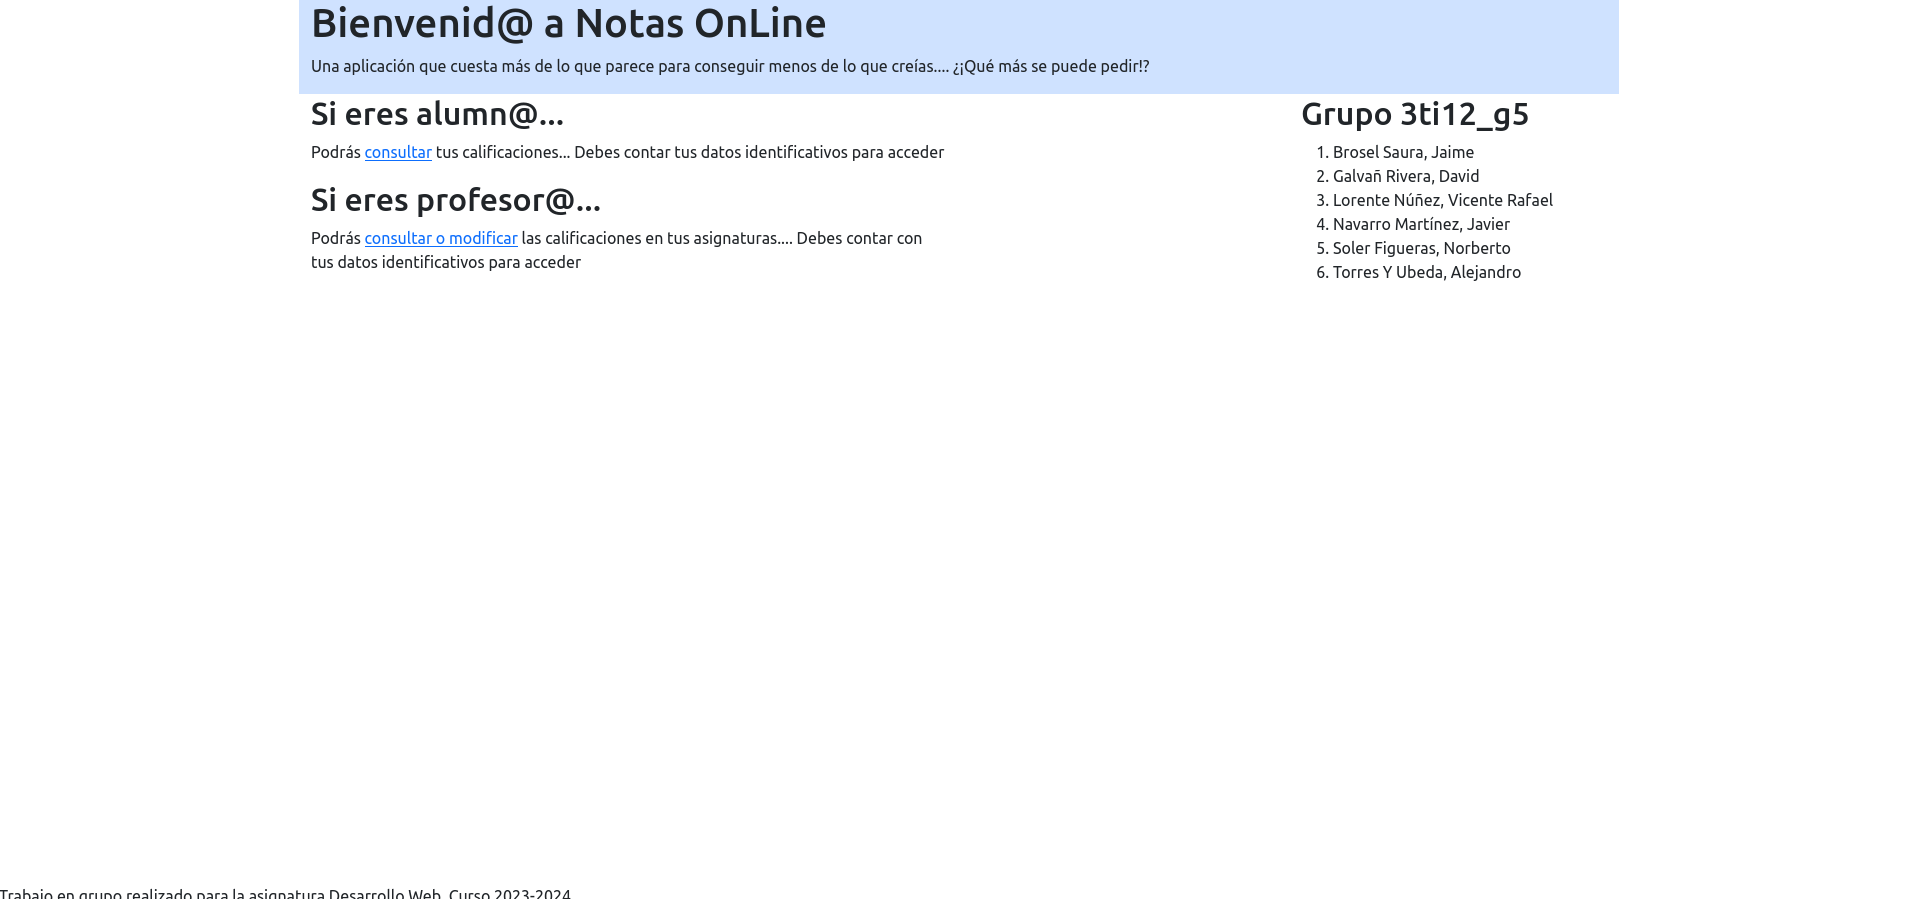 Bienvenid@ a Notas OnLine
Una aplicación que cuesta más de lo que parece para conseguir menos de lo que creías.... ¿¡Qué más se puede pedir!?
Si eres alumn@...
Podrás consultar tus calificaciones... Debes contar tus datos identificativos para acceder
Si eres profesor@...
Podrás consultar o modificar las calificaciones en tus asignaturas.... Debes contar con
tus datos identificativos para acceder
Grupo 3ti12_g5
1. Brosel Saura, Jaime
2. Galvañ Rivera, David
3. Lorente Núñez, Vicente Rafael
4. Navarro Martínez, Javier
5. Soler Figueras, Norberto
6. Torres Y Ubeda, Alejandro
Trabajo en grupo realizado para la asignatura Desarrollo Web. Curso 2023-2024